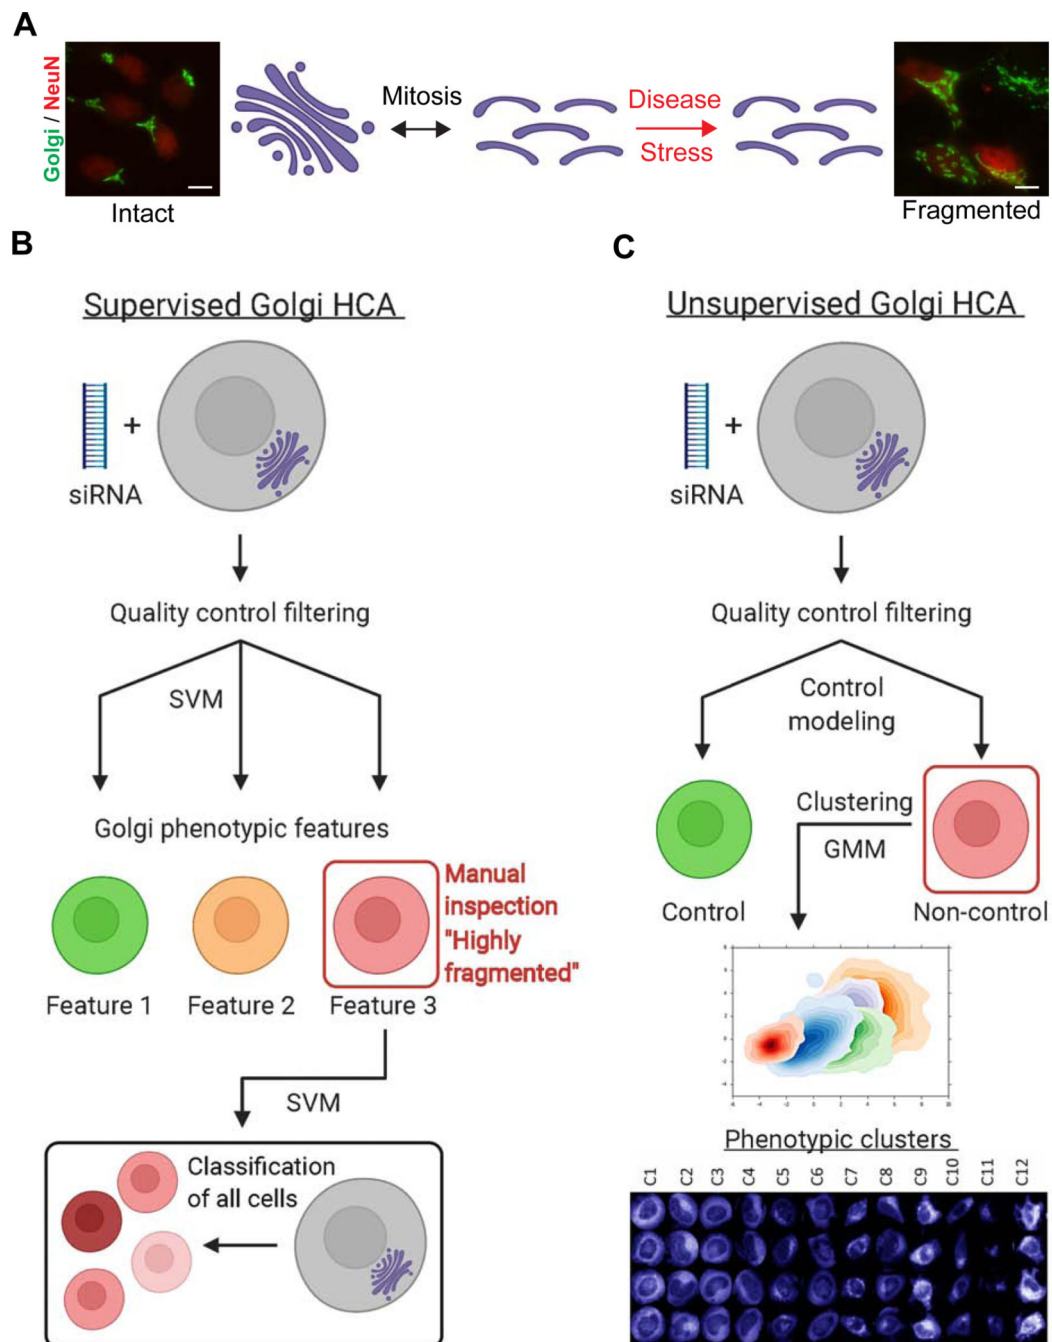 A
Golgi / NeuN
Intact
Mitosis
Disease
Stress
Fragmented
B
Supervised Golgi HCA
siRNA
+
Quality control filtering
SVM
Golgi phenotypic features
Manual
inspection
"Highly
fragmented"
Feature 1 Feature 2 Feature 3
SVM
Classification
of all cells
C
Unsupervised Golgi HCA
siRNA
+
Quality control filtering
Control
modeling
Clustering
GMM
Control
Non-control
Phenotypic clusters
C1 C2 C3 C4 C5 C6 C7 C8 C9 C10 C11 C12